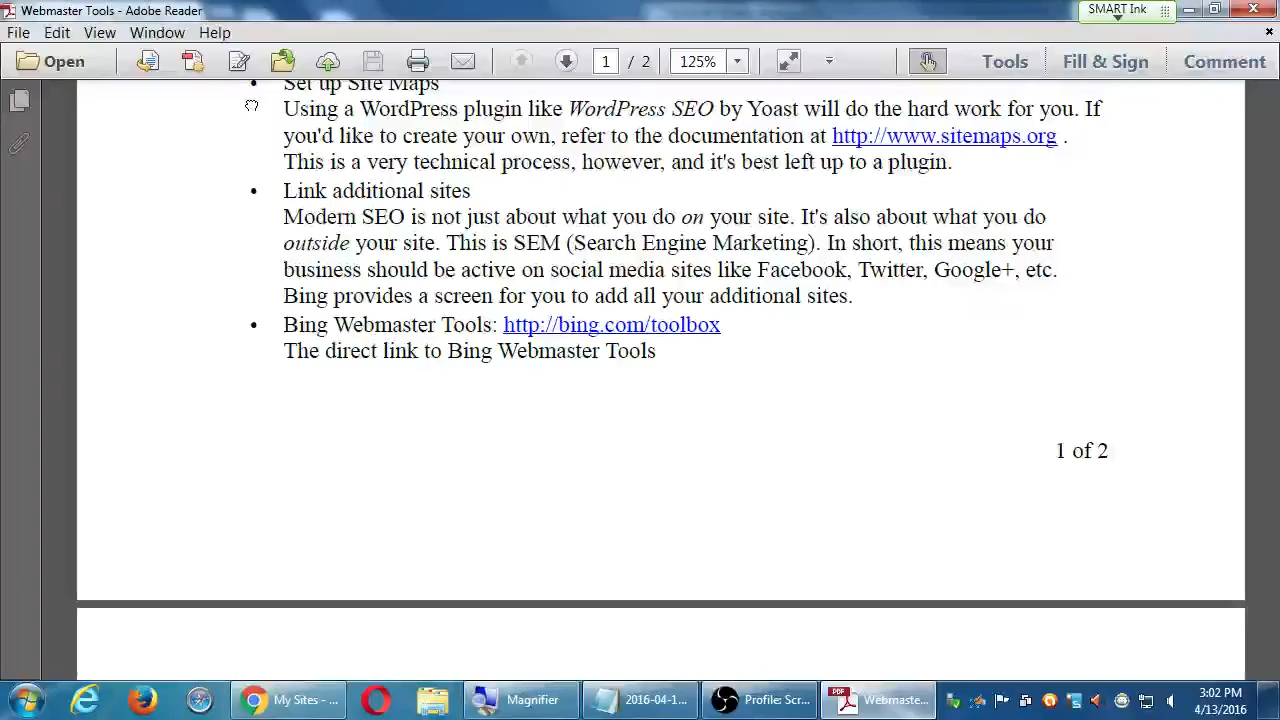 Webmaster Tools - Adobe Reader
SMART Ink
File Edit View Window Help
Open 1 / 2 125% Tools Fill & Sign Comment
• Set up Site Maps
Using a WordPress plugin like WordPress SEO by Yoast will do the hard work for you. If
you'd like to create your own, refer to the documentation at http://www.sitemaps.org .
This is a very technical process, however, and it's best left up to a plugin.
• Link additional sites
Modern SEO is not just about what you do on your site. It's also about what you do
outside your site. This is SEM (Search Engine Marketing). In short, this means your
business should be active on social media sites like Facebook, Twitter, Google+, etc.
Bing provides a screen for you to add all your additional sites.
• Bing Webmaster Tools: http://bing.com/toolbox
The direct link to Bing Webmaster Tools
1 of 2
My Sites - ... Magnifier 2016-04-1... Profile: Scr... Webmaste...
3:02 PM
4/13/2016